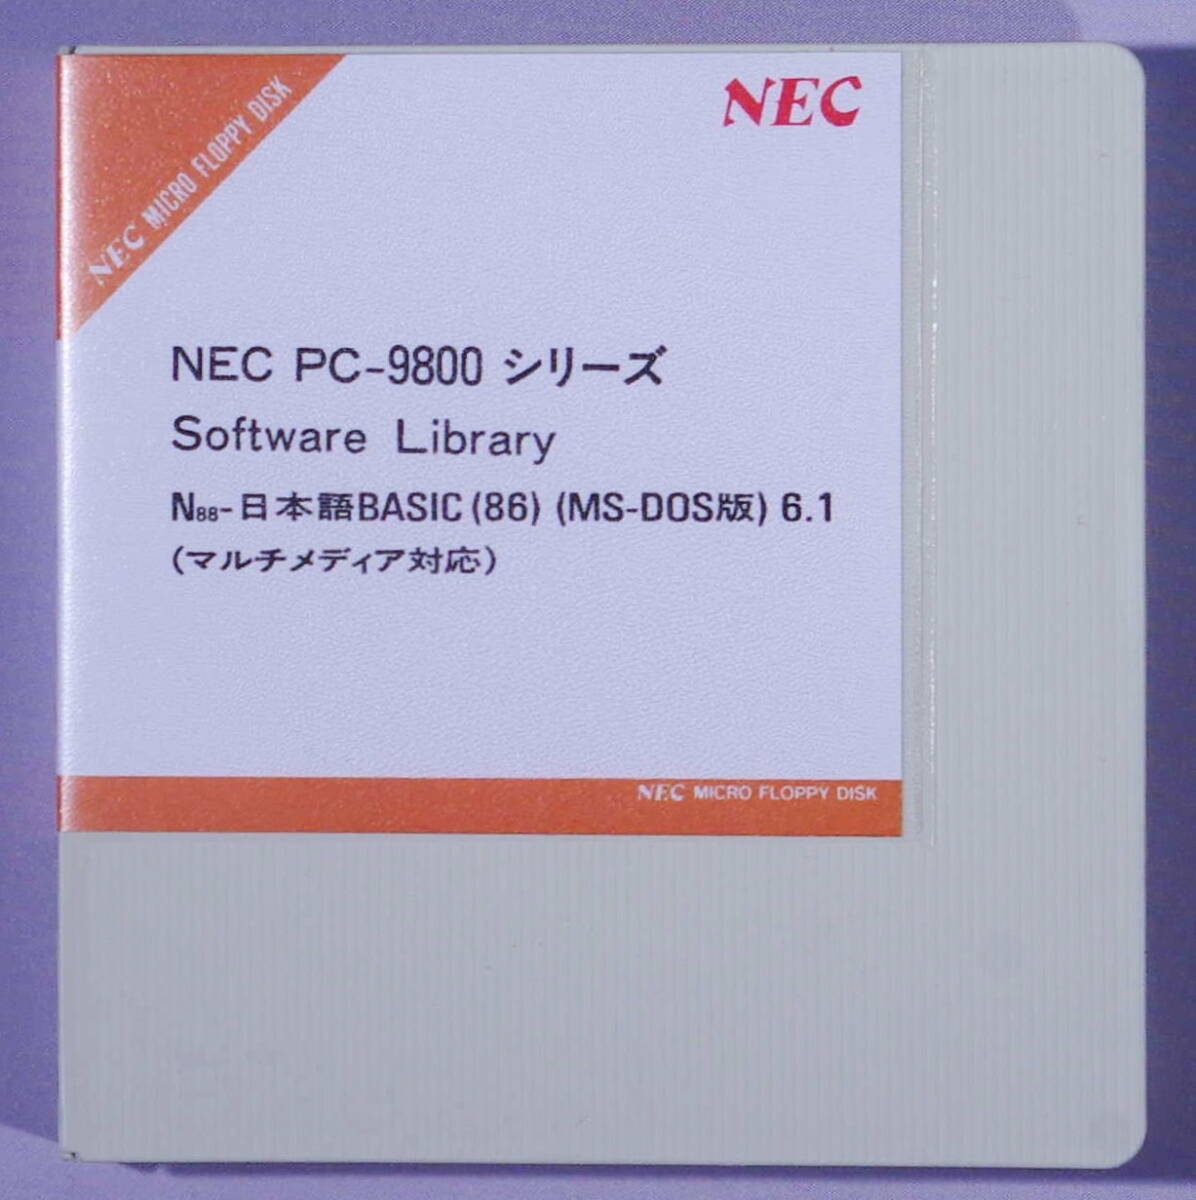 NEC MICRO FLOPPY DISK
NEC
NEC PC-9800 シリーズ
Software Library
N88-日本語BASIC(86) (MS-DOS版) 6.1
(マルチメディア対応)
NEC MICRO FLOPPY DISK